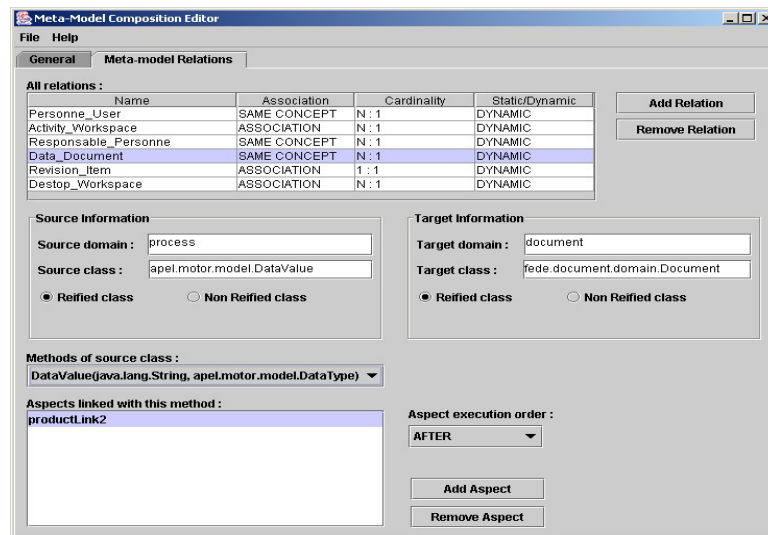 Meta-Model Composition Editor
File Help
General Meta-model Relations
All relations :
Name Association Cardinality Static/Dynamic
Personne_User SAME CONCEPT N : 1 DYNAMIC
Activity_Workspace ASSOCIATION N : 1 DYNAMIC
Responsable_Personne SAME CONCEPT N : 1 DYNAMIC
Data_Document SAME CONCEPT N : 1 DYNAMIC
Revision_Item ASSOCIATION 1 : 1 DYNAMIC
Destop_Workspace ASSOCIATION N : 1 DYNAMIC
Add Relation
Remove Relation
Source Information
Source domain : process
Source class : apel.motor.model.DataValue
Reified class Non Reified class
Target Information
Target domain : document
Target class : fede.document.domain.Document
Reified class Non Reified class
Methods of source class :
DataValue(java.lang.String, apel.motor.model.DataType)
Aspects linked with this method :
productLink2
Aspect execution order :
AFTER
Add Aspect
Remove Aspect